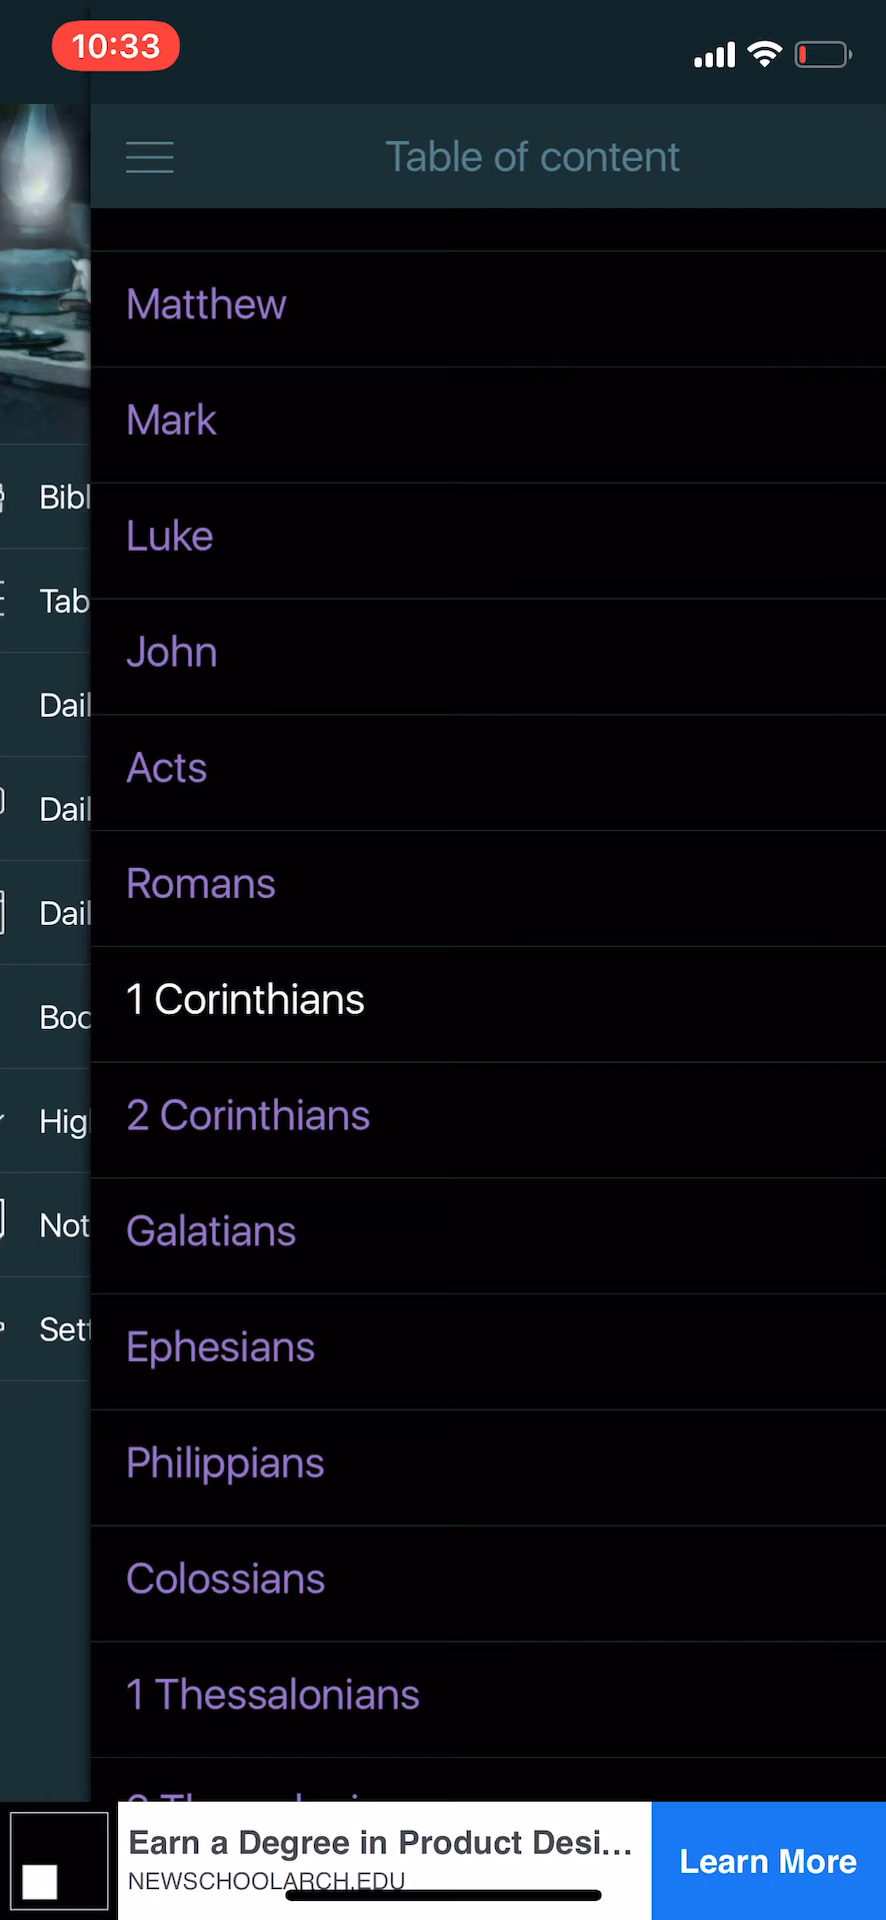 10:33
Table of content
Matthew
Mark
Bibl
Luke
Tab
John
Dail
Acts
Dail
Romans
Dail
1 Corinthians
Boo
2 Corinthians
Hig
Galatians
Not
Ephesians
Sett
Philippians
Colossians
1 Thessalonians
Earn a Degree in Product Desi...
NEWSCHOOLARCH.EDU
Learn More